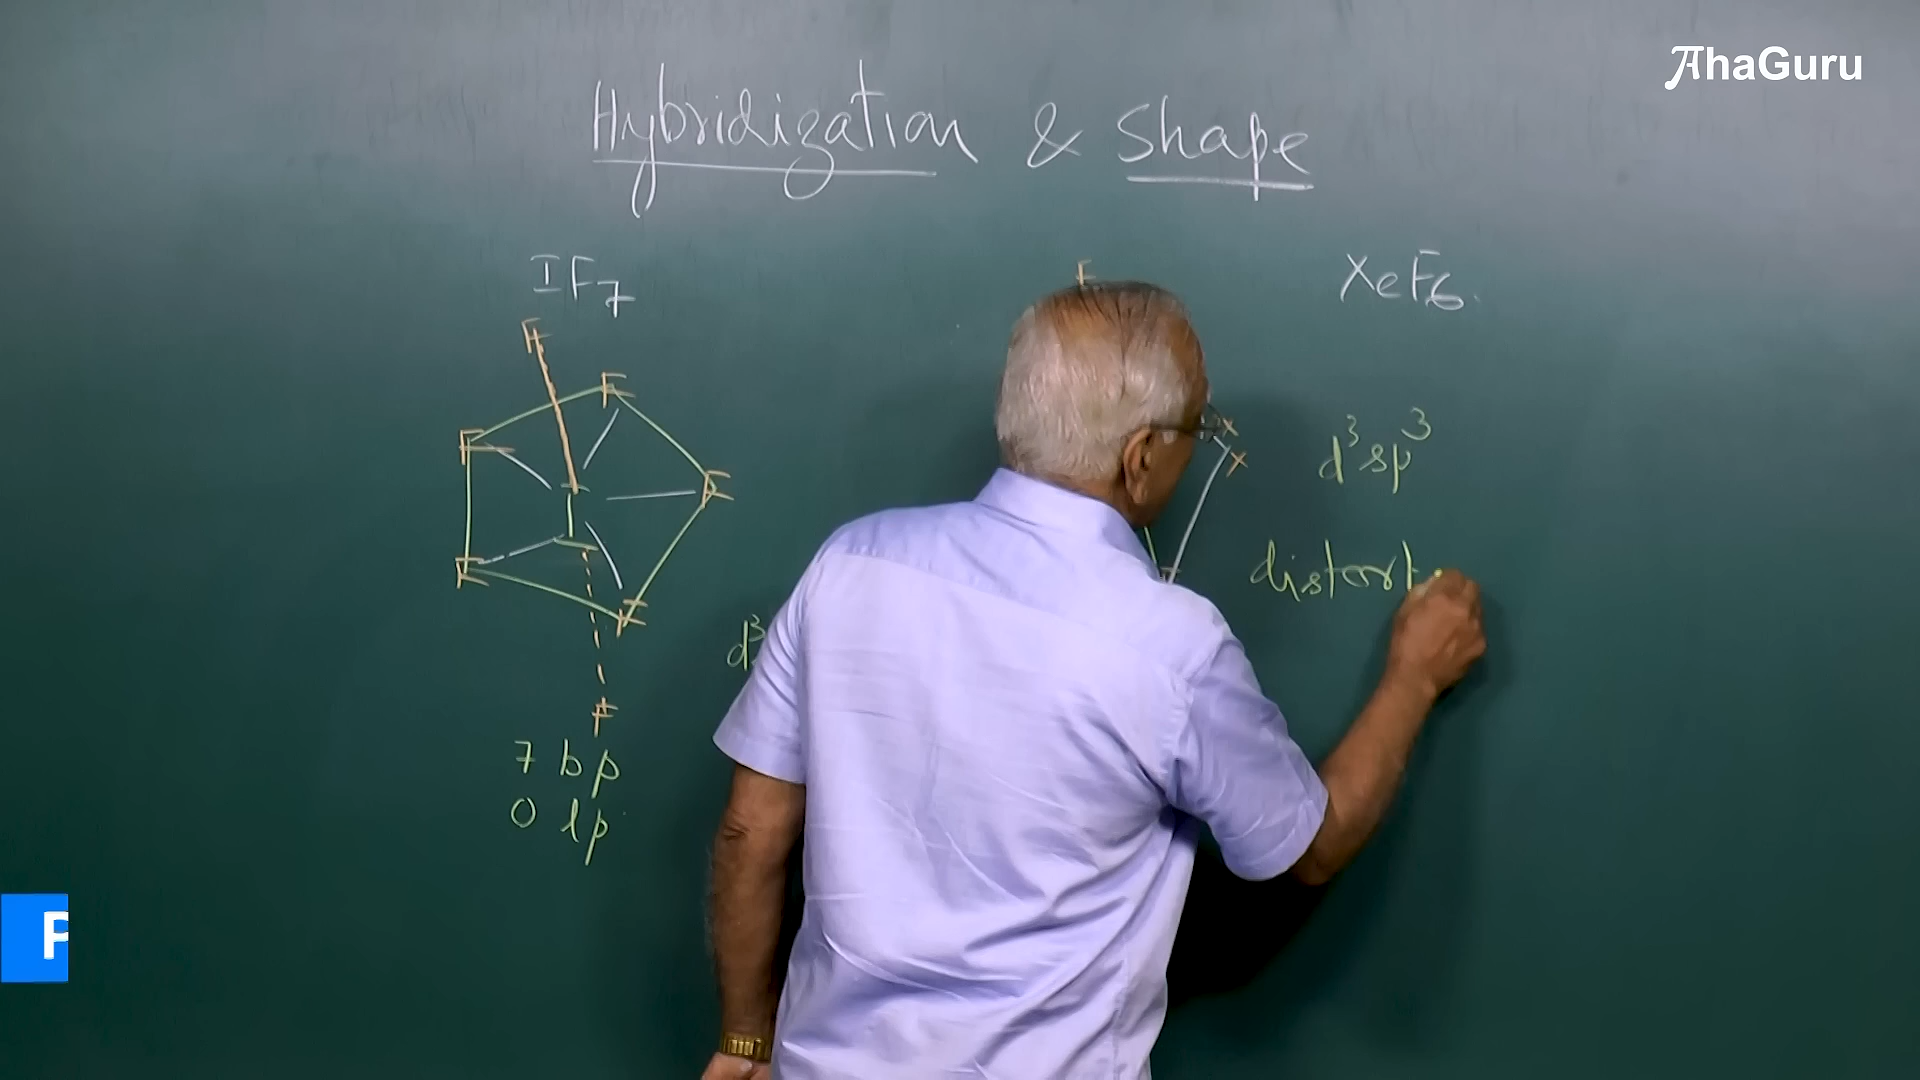 AhaGuru
Hybridization & Shape
IF7
XeF6.
F
F
F
F
F
F
F
I
F
x
x
d³sp³
distort
d³
7 bp
0 lp
P